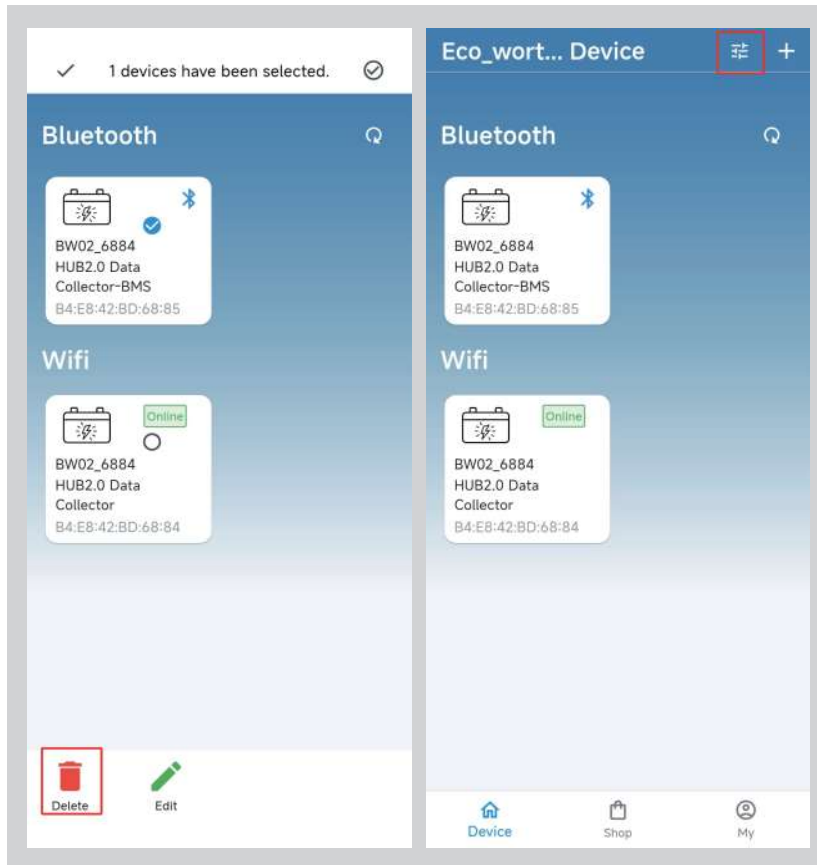 1 devices have been selected.
Bluetooth
BW02_6884
HUB2.0 Data
Collector-BMS
B4:E8:42:BD:68:85
Wifi
Online
BW02_6884
HUB2.0 Data
Collector
B4:E8:42:BD:68:84
Delete
Edit
Eco_wort... Device
Bluetooth
BW02_6884
HUB2.0 Data
Collector-BMS
B4:E8:42:BD:68:85
Wifi
Online
BW02_6884
HUB2.0 Data
Collector
B4:E8:42:BD:68:84
Device
Shop
My